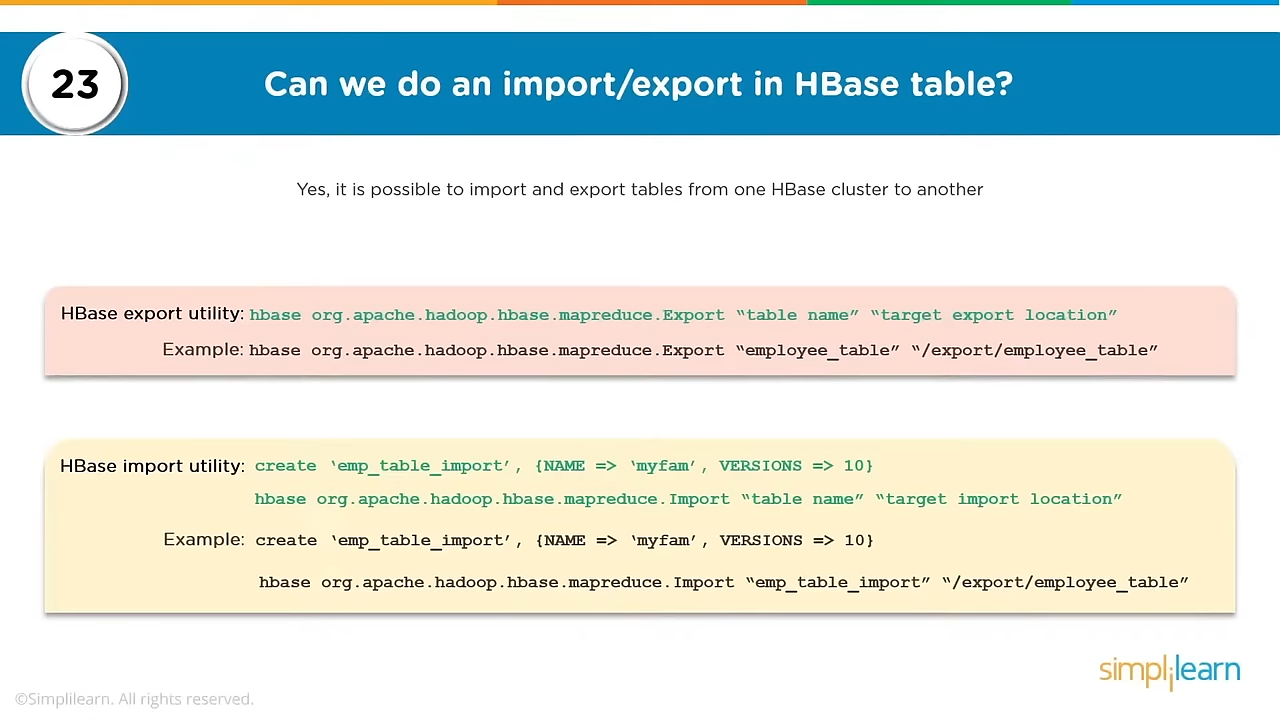 23
Can we do an import/export in HBase table?
Yes, it is possible to import and export tables from one HBase cluster to another
HBase export utility: hbase org.apache.hadoop.hbase.mapreduce.Export “table name” “target export location”
Example: hbase org.apache.hadoop.hbase.mapreduce.Export “employee_table” “/export/employee_table”
HBase import utility: create ‘emp_table_import’, {NAME => ‘myfam’, VERSIONS => 10}
hbase org.apache.hadoop.hbase.mapreduce.Import “table name” “target import location”
Example: create ‘emp_table_import’, {NAME => ‘myfam’, VERSIONS => 10}
hbase org.apache.hadoop.hbase.mapreduce.Import “emp_table_import” “/export/employee_table”
simplilearn
©Simplilearn. All rights reserved.